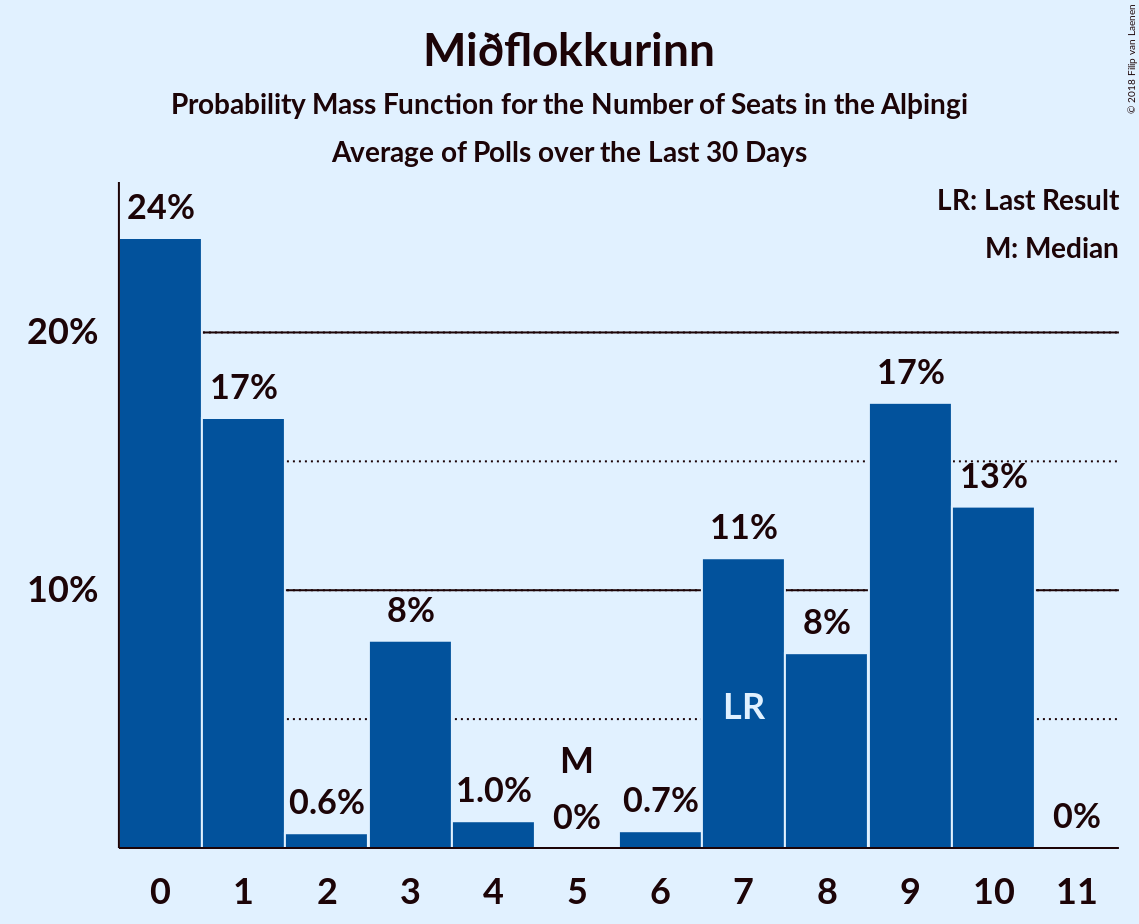 Miðflokkurinn
Probability Mass Function for the Number of Seats in the Alþingi
Average of Polls over the Last 30 Days
© 2018 Filip van Laenen
LR: Last Result
M: Median
24%
17%
0.6%
8%
1.0%
M
0%
0.7%
11%
LR
8%
17%
13%
0%
20%
10%
0 1 2 3 4 5 6 7 8 9 10 11